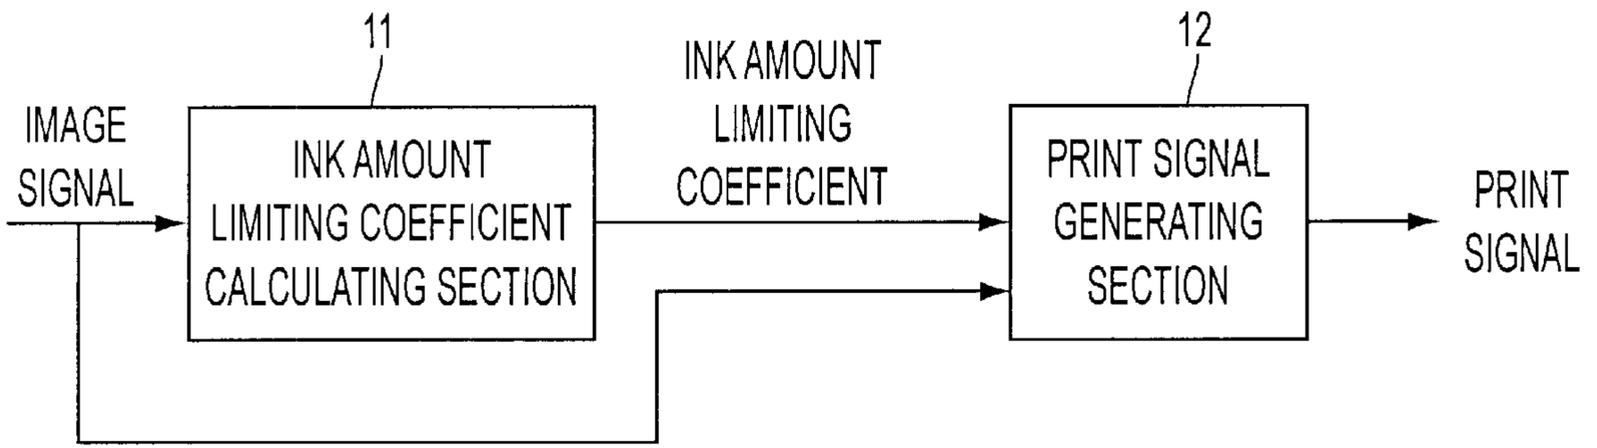 11
12
INK AMOUNT
LIMITING
COEFFICIENT
IMAGE
SIGNAL
INK AMOUNT
LIMITING COEFFICIENT
CALCULATING SECTION
PRINT SIGNAL
GENERATING
SECTION
PRINT
SIGNAL